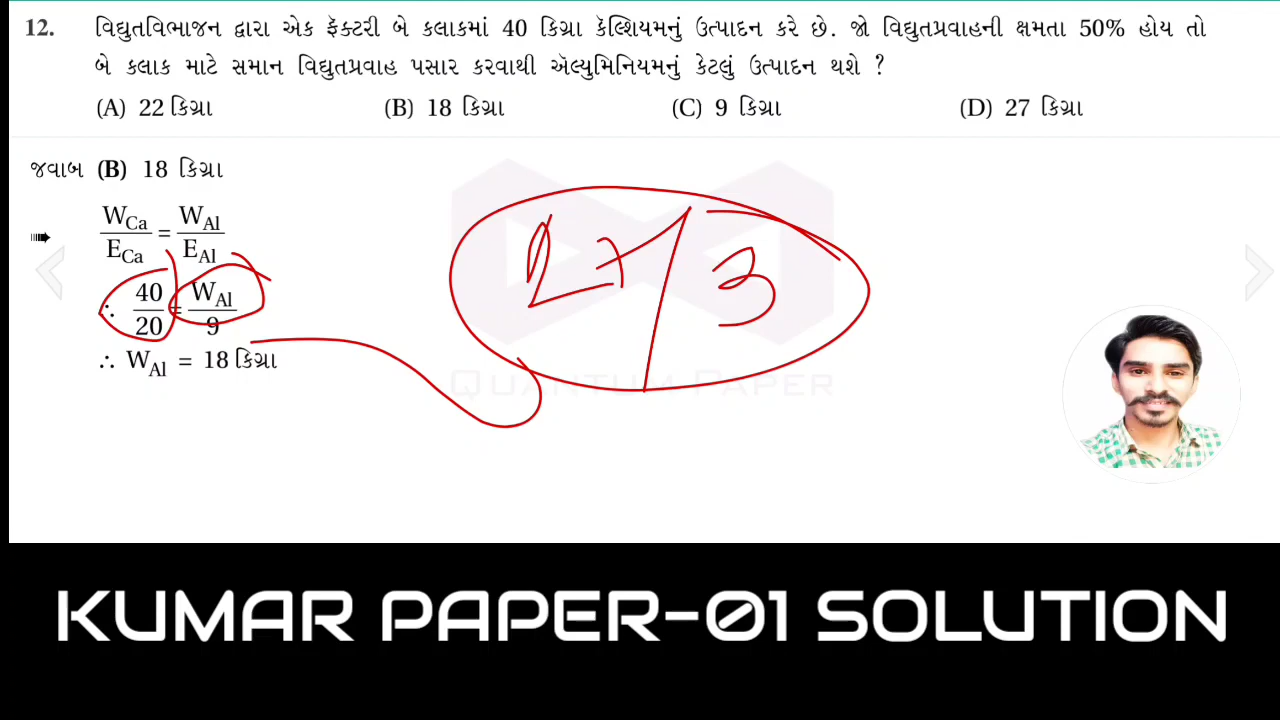 12. વિદ્યુતવિભાજન દ્વારા એક ફૅક્ટરી બે કલાકમાં 40 કિગ્રા કૅલ્શિયમનું ઉત્પાદન કરે છે. જો વિદ્યુતપ્રવાહની ક્ષમતા 50% હોય તો
બે કલાક માટે સમાન વિદ્યુતપ્રવાહ પસાર કરવાથી ઍલ્યુમિનિયમનું કેટલું ઉત્પાદન થશે ?
(A) 22 કિગ્રા (B) 18 કિગ્રા (C) 9 કિગ્રા (D) 27 કિગ્રા
જવાબ (B) 18 કિગ્રા
W_Ca / E_Ca = W_Al / E_Al
∴ 40 / 20 = W_Al / 9
∴ W_Al = 18 કિગ્રા
27 / 3
QUANTUM PAPER
KUMAR PAPER-01 SOLUTION